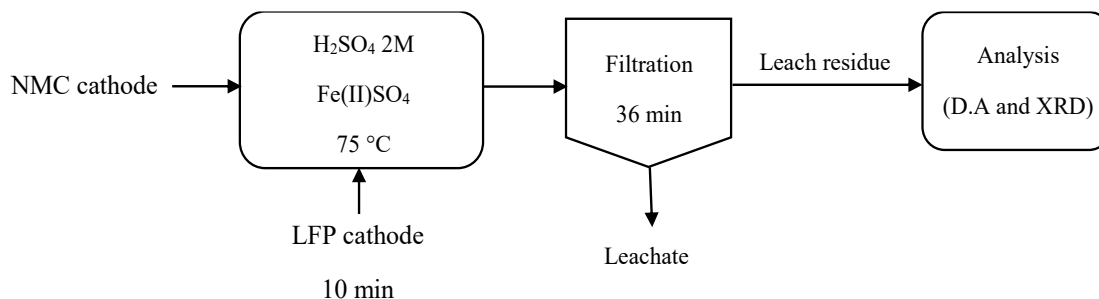 NMC cathode
H₂SO₄ 2M
Fe(II)SO₄
75 °C
LFP cathode
10 min
Filtration
36 min
Leachate
Leach residue
Analysis
(D.A and XRD)